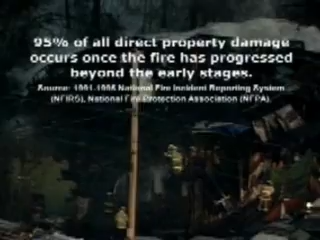 95% of all direct property damage
occurs once the fire has progressed
beyond the early stages.
Source: 1991-1995 National Fire Incident Reporting System
(NFIRS), National Fire Protection Association (NFPA).